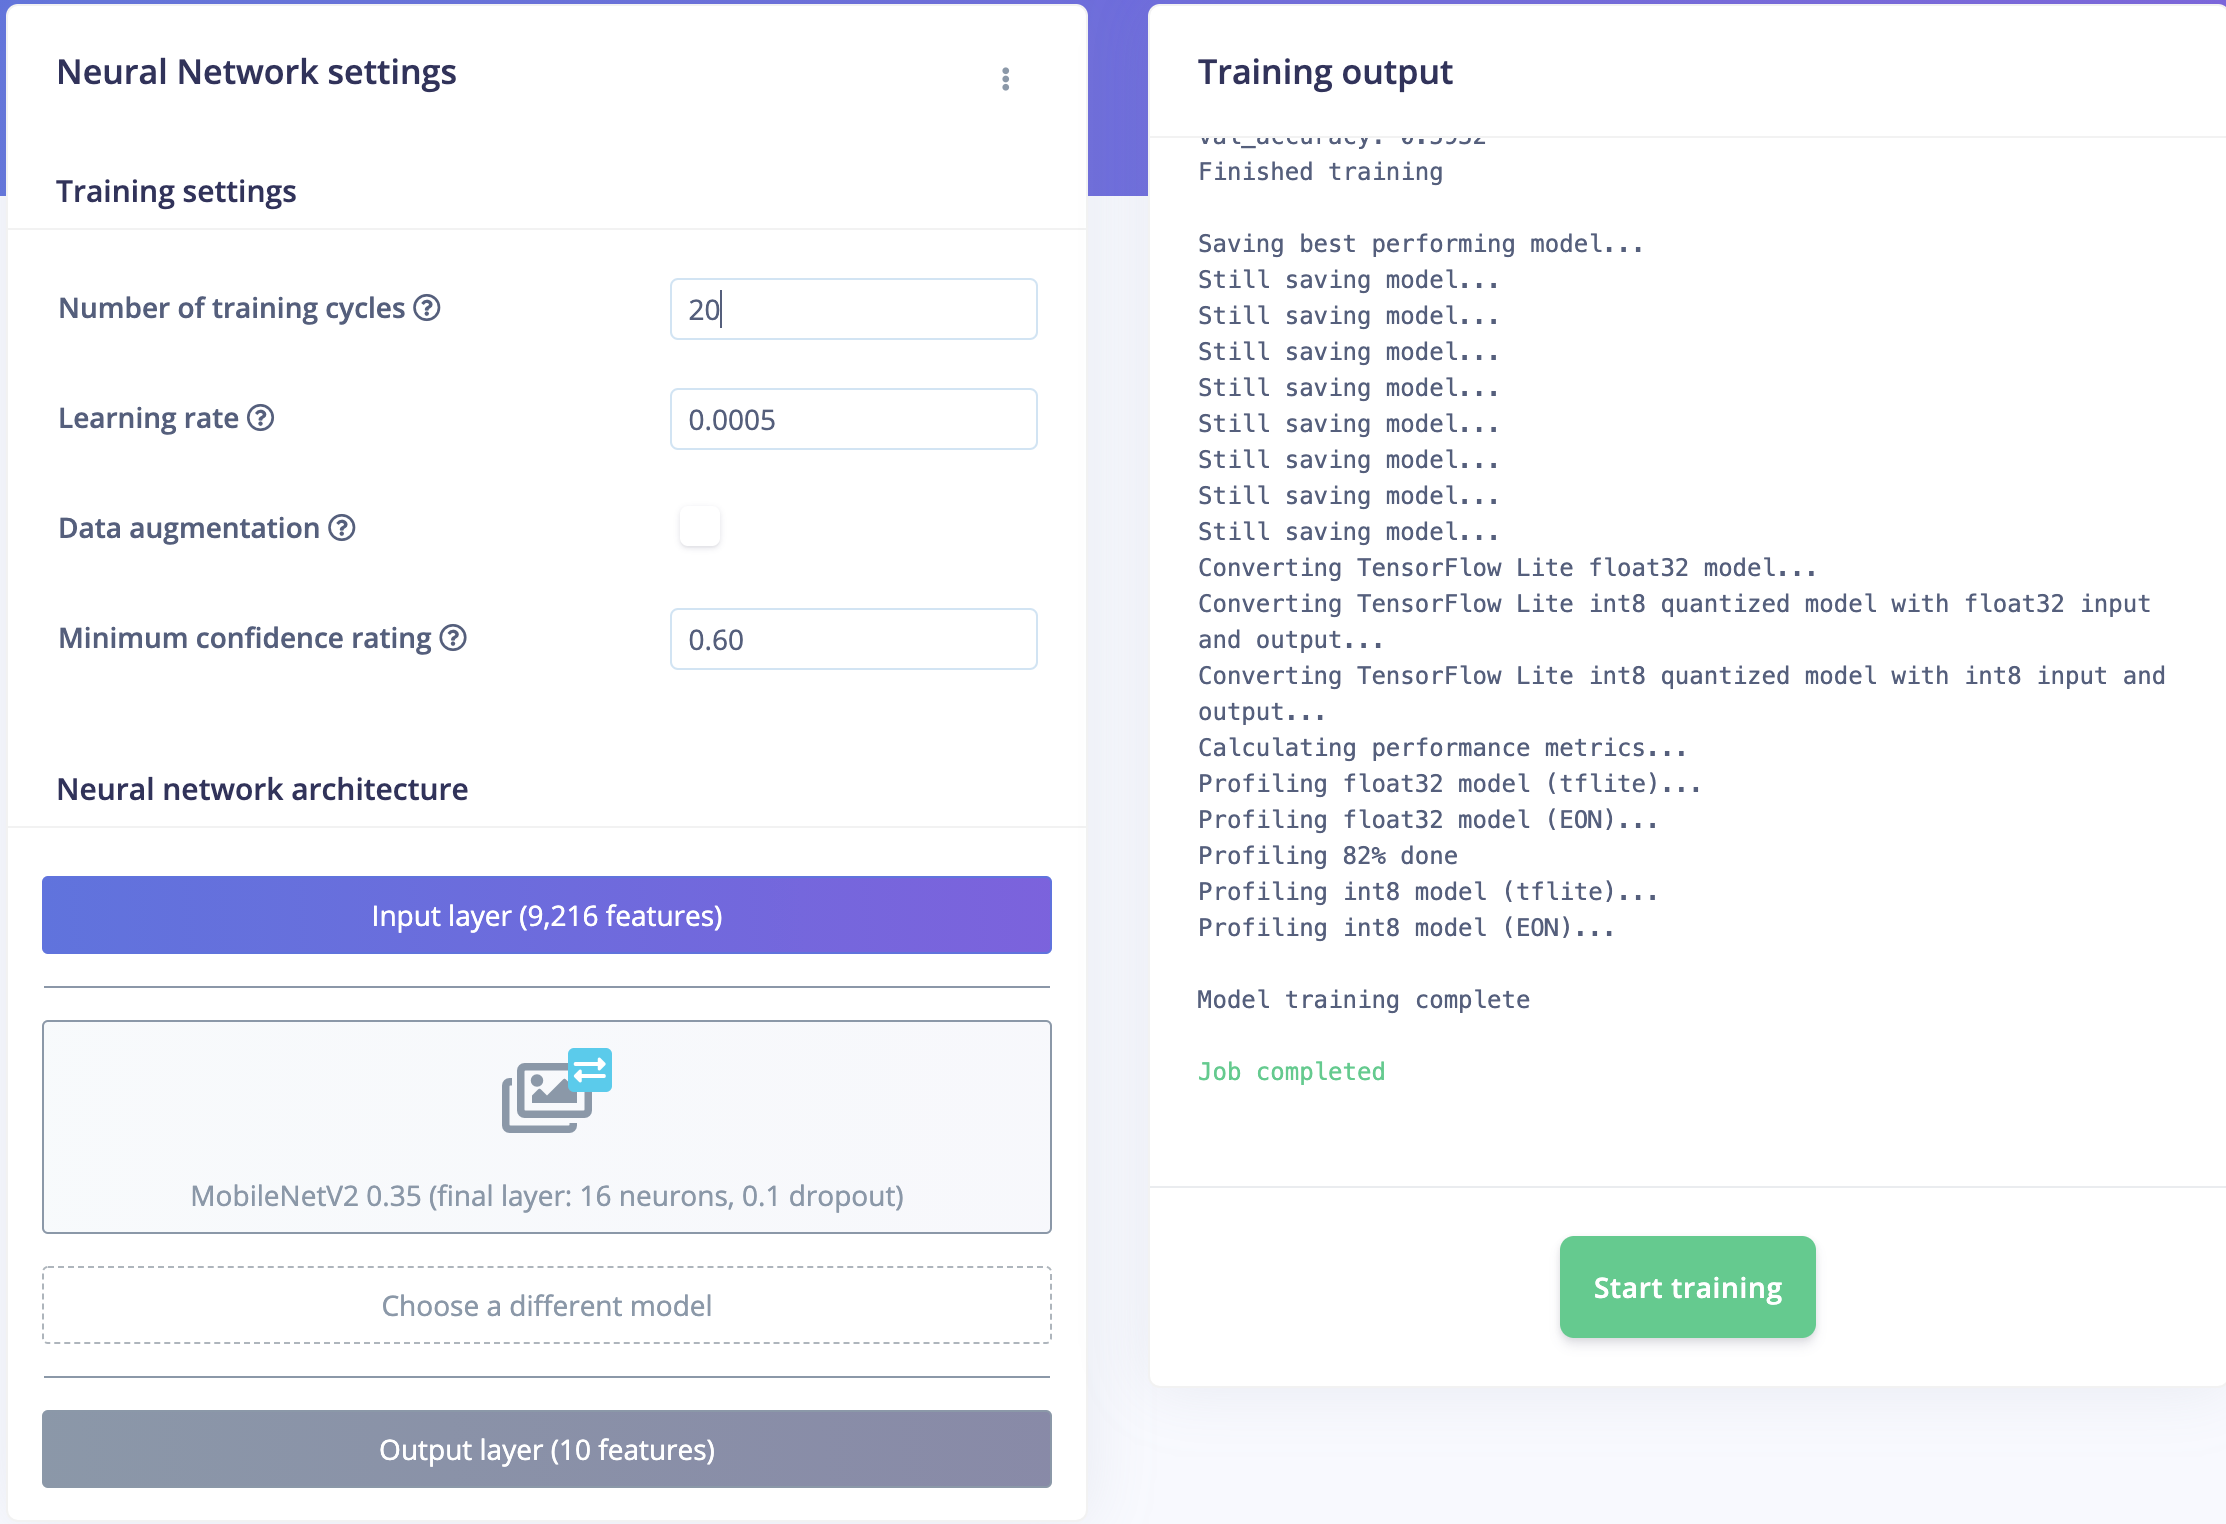 Neural Network settings
Training settings
Number of training cycles
20
Learning rate
0.0005
Data augmentation
Minimum confidence rating
0.60
Neural network architecture
Input layer (9,216 features)
MobileNetV2 0.35 (final layer: 16 neurons, 0.1 dropout)
Choose a different model
Output layer (10 features)
Training output
val_accuracy: 0.5932
Finished training
Saving best performing model...
Still saving model...
Still saving model...
Still saving model...
Still saving model...
Still saving model...
Still saving model...
Still saving model...
Still saving model...
Converting TensorFlow Lite float32 model...
Converting TensorFlow Lite int8 quantized model with float32 input
and output...
Converting TensorFlow Lite int8 quantized model with int8 input and
output...
Calculating performance metrics...
Profiling float32 model (tflite)...
Profiling float32 model (EON)...
Profiling 82% done
Profiling int8 model (tflite)...
Profiling int8 model (EON)...
Model training complete
Job completed
Start training